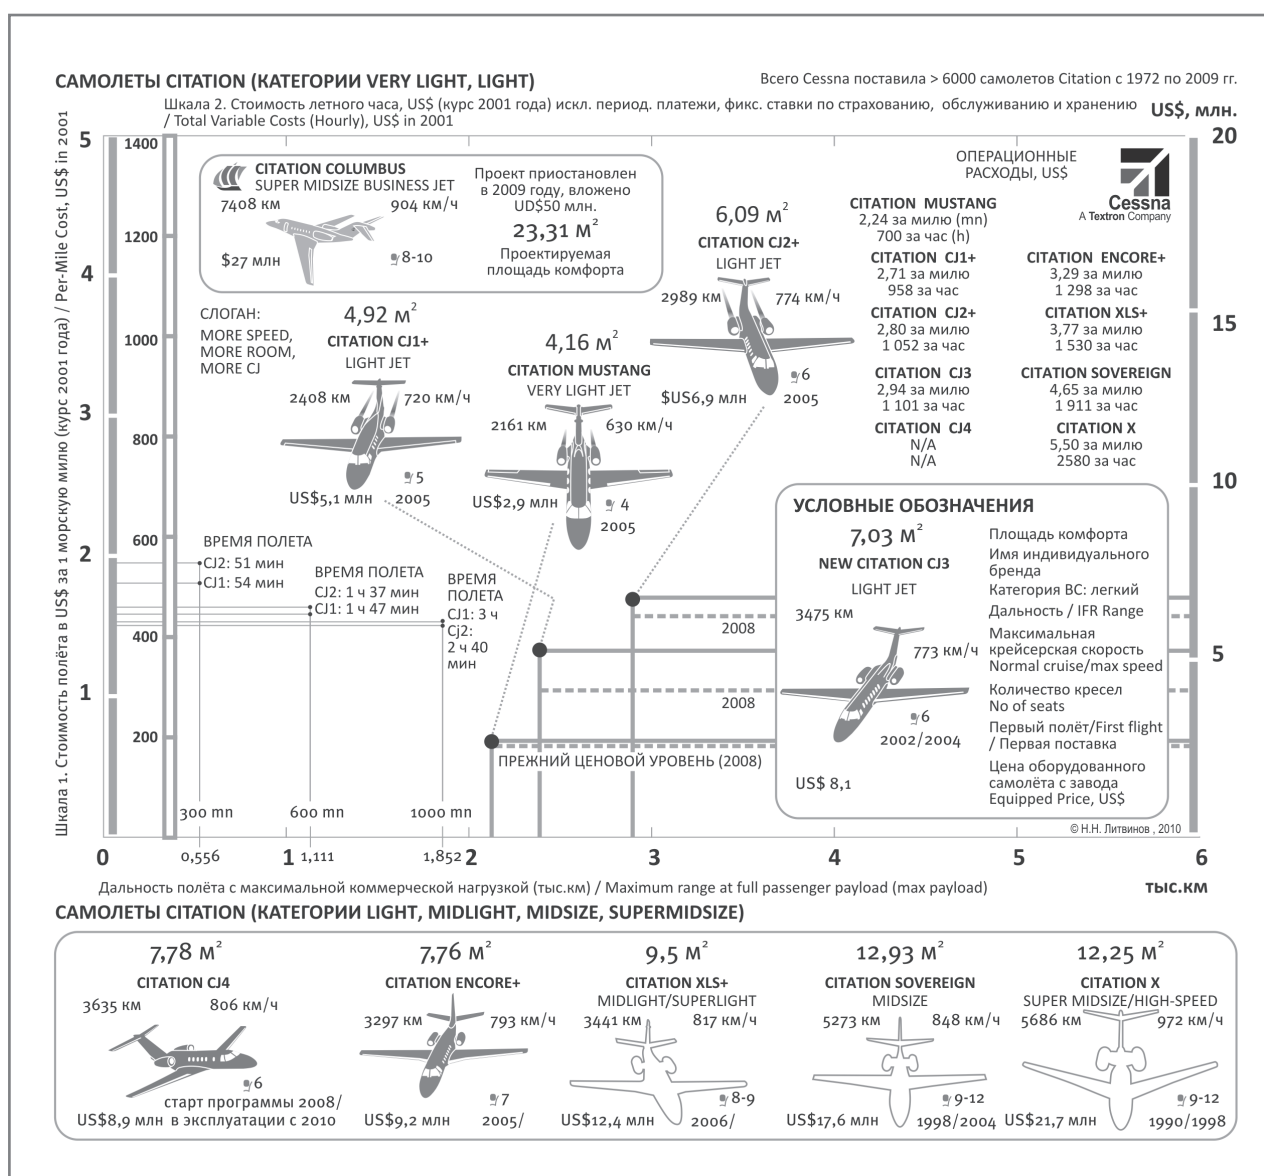 САМОЛЕТЫ CITATION (КАТЕГОРИИ VERY LIGHT, LIGHT)
Всего Cessna поставила > 6000 самолетов Citation с 1972 по 2009 гг.
Шкала 2. Стоимость летного часа, US$ (курс 2001 года) искл. период. платежи, фикс. ставки по страхованию, обслуживанию и хранению
/ Total Variable Costs (Hourly), US$ in 2001
US$, млн.
Шкала 1. Стоимость полёта в US$ за 1 морскую милю (курс 2001 года) / Per-Mile Cost, US$ in 2001
5
4
3
2
1
1400
1200
1000
800
600
400
200
20
15
10
5
CITATION COLUMBUS
SUPER MIDSIZE BUSINESS JET
7408 км
904 км/ч
$27 млн
8-10
Проект приостановлен
в 2009 году, вложено
UD$50 млн.
23,31 м²
Проектируемая
площадь комфорта
СЛОГАН:
MORE SPEED,
MORE ROOM,
MORE CJ
4,92 м²
CITATION CJ1+
LIGHT JET
2408 км
720 км/ч
5
US$5,1 млн
2005
4,16 м²
CITATION MUSTANG
VERY LIGHT JET
2161 км
630 км/ч
US$2,9 млн
4
2005
6,09 м²
CITATION CJ2+
LIGHT JET
2989 км
774 км/ч
6
$US6,9 млн
2005
ОПЕРАЦИОННЫЕ
РАСХОДЫ, US$
Cessna
A Textron Company
CITATION MUSTANG
2,24 за милю (mn)
700 за час (h)
CITATION CJ1+
2,71 за милю
958 за час
CITATION CJ2+
2,80 за милю
1 052 за час
CITATION CJ3
2,94 за милю
1 101 за час
CITATION CJ4
N/A
N/A
CITATION ENCORE+
3,29 за милю
1 298 за час
CITATION XLS+
3,77 за милю
1 530 за час
CITATION SOVEREIGN
4,65 за милю
1 911 за час
CITATION X
5,50 за милю
2580 за час
ВРЕМЯ ПОЛЕТА
CJ2: 51 мин
CJ1: 54 мин
ВРЕМЯ ПОЛЕТА
CJ2: 1 ч 37 мин
CJ1: 1 ч 47 мин
ВРЕМЯ
ПОЛЕТА
CJ1: 3 ч
Cj2:
2 ч 40
мин
2008
2008
ПРЕЖНИЙ ЦЕНОВОЙ УРОВЕНЬ (2008)
УСЛОВНЫЕ ОБОЗНАЧЕНИЯ
7,03 м²
NEW CITATION CJ3
LIGHT JET
3475 км
773 км/ч
6
2002/2004
US$ 8,1
Площадь комфорта
Имя индивидуального
бренда
Категория ВС: легкий
Дальность / IFR Range
Максимальная
крейсерская скорость
Normal cruise/max speed
Количество кресел
No of seats
Первый полёт/First flight
/ Первая поставка
Цена оборудованного
самолёта с завода
Equipped Price, US$
© Н.Н. Литвинов , 2010
300 mn
600 mn
1000 mn
0
0,556
1
1,111
1,852
2
3
4
5
6
Дальность полёта с максимальной коммерческой нагрузкой (тыс.км) / Maximum range at full passenger payload (max payload)
тыс.км
САМОЛЕТЫ CITATION (КАТЕГОРИИ LIGHT, MIDLIGHT, MIDSIZE, SUPERMIDSIZE)
7,78 м²
CITATION CJ4
3635 км
806 км/ч
6
старт программы 2008/
US$8,9 млн в эксплуатации с 2010
7,76 м²
CITATION ENCORE+
3297 км
793 км/ч
7
US$9,2 млн
2005/
9,5 м²
CITATION XLS+
MIDLIGHT/SUPERLIGHT
3441 км
817 км/ч
8-9
US$12,4 млн
2006/
12,93 м²
CITATION SOVEREIGN
MIDSIZE
5273 км
848 км/ч
9-12
US$17,6 млн
1998/2004
12,25 м²
CITATION X
SUPER MIDSIZE/HIGH-SPEED
5686 км
972 км/ч
9-12
US$21,7 млн
1990/1998